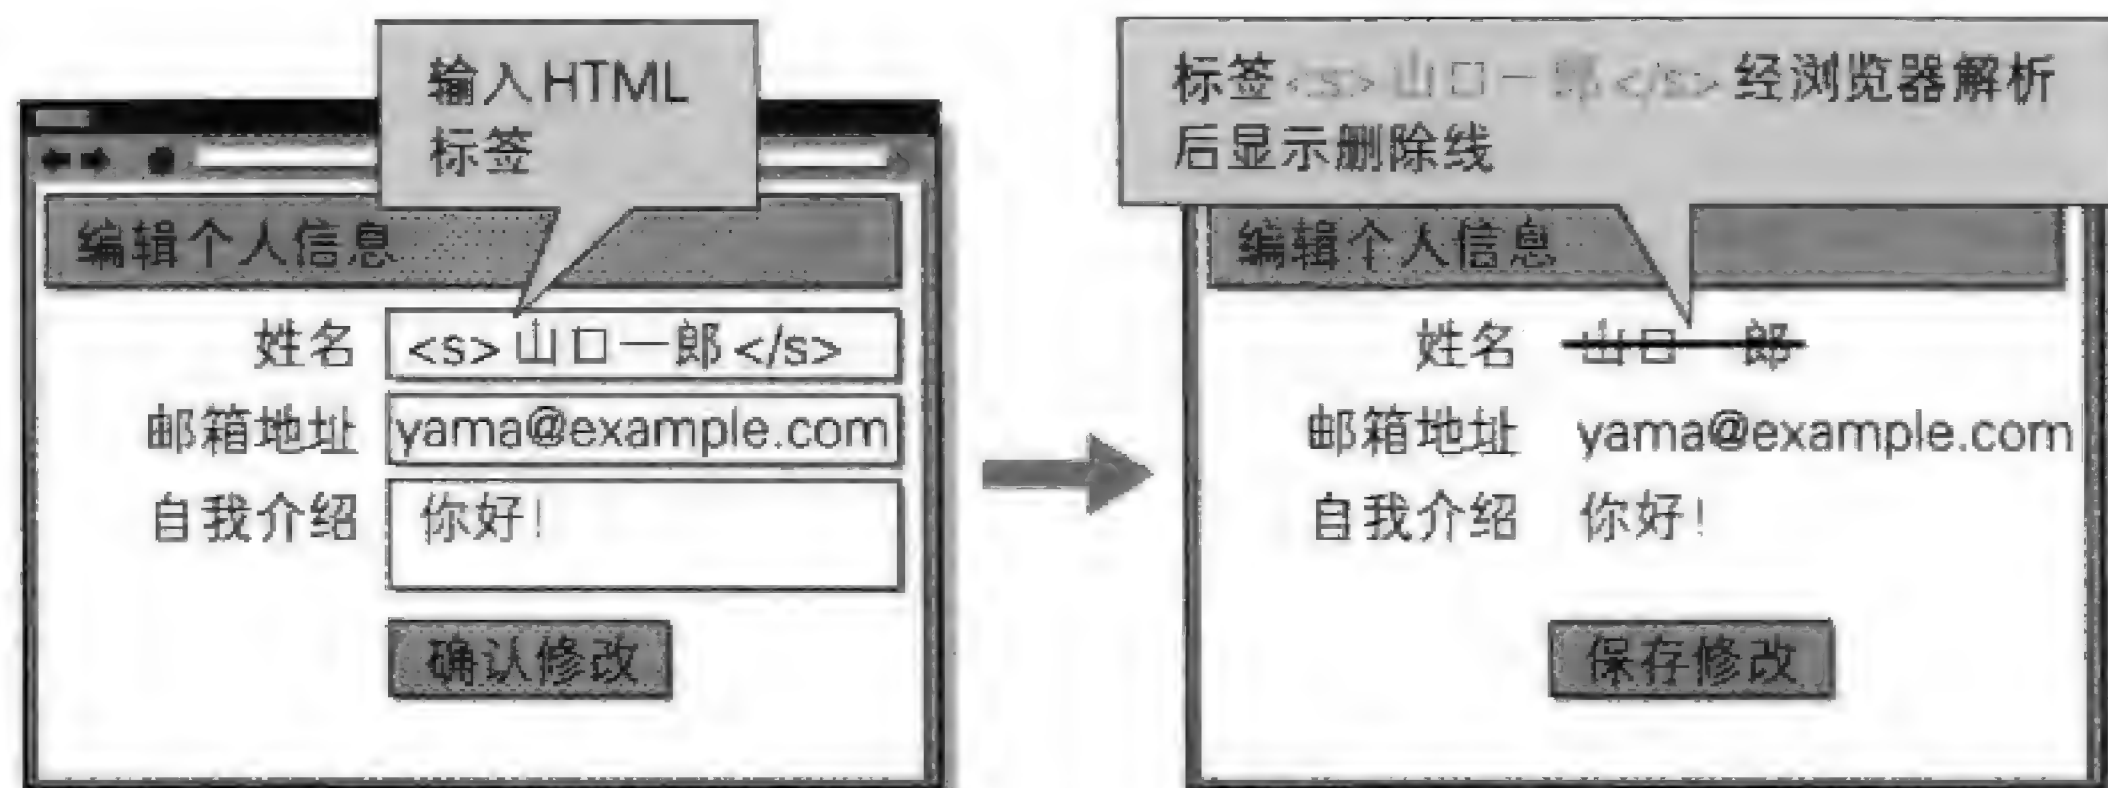 输入HTML
标签
编辑个人信息
姓名 <s>山口一郎</s>
邮箱地址 yama@example.com
自我介绍 你好!
确认修改
标签<s>山口一郎</s>经浏览器解析
后显示删除线
编辑个人信息
姓名 山口一郎
邮箱地址 yama@example.com
自我介绍 你好!
保存修改